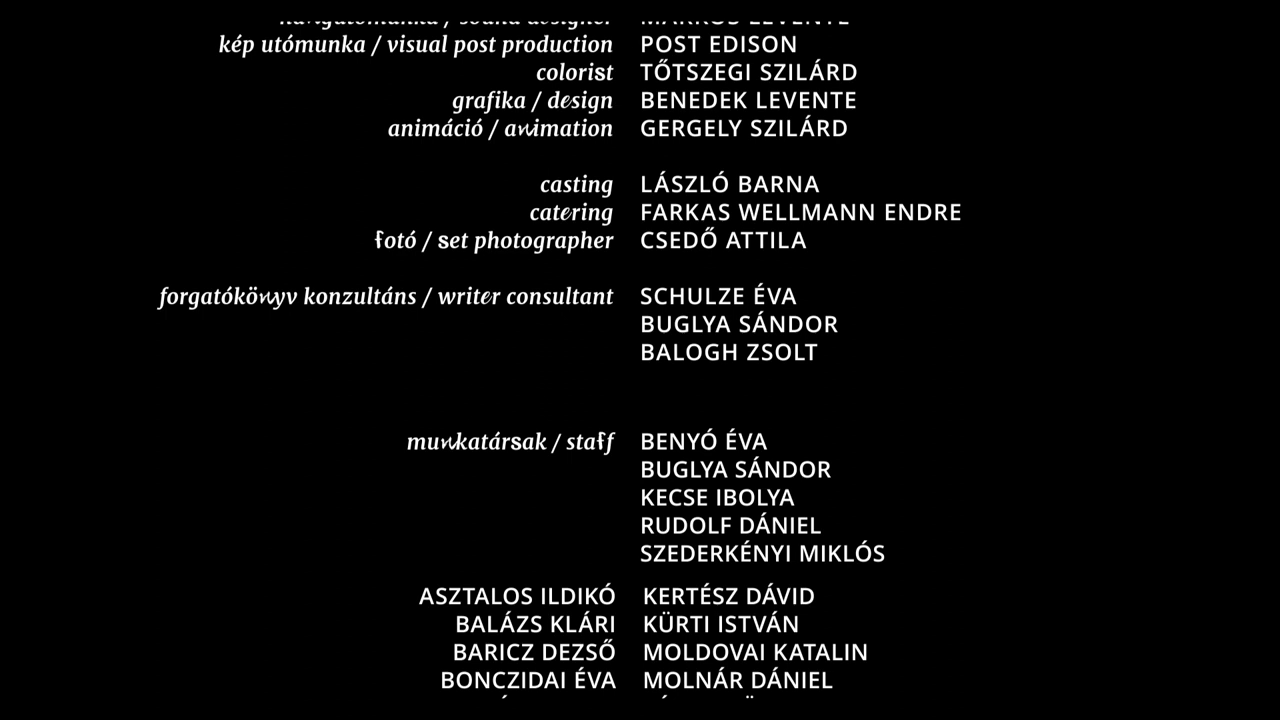 kép utómunka / visual post production POST EDISON
colorist TŐTSZEGI SZILÁRD
grafika / design BENEDEK LEVENTE
animáció / animation GERGELY SZILÁRD
casting LÁSZLÓ BARNA
catering FARKAS WELLMANN ENDRE
fotó / set photographer CSEDŐ ATTILA
forgatókönyv konzultáns / writer consultant SCHULZE ÉVA
BUGLYA SÁNDOR
BALOGH ZSOLT
munkatársak / staff BENYÓ ÉVA
BUGLYA SÁNDOR
KECSE IBOLYA
RUDOLF DÁNIEL
SZEDERKÉNYI MIKLÓS
ASZTALOS ILDIKÓ KERTÉSZ DÁVID
BALÁZS KLÁRI KÜRTI ISTVÁN
BARICZ DEZSŐ MOLDOVAI KATALIN
BONCZIDAI ÉVA MOLNÁR DÁNIEL